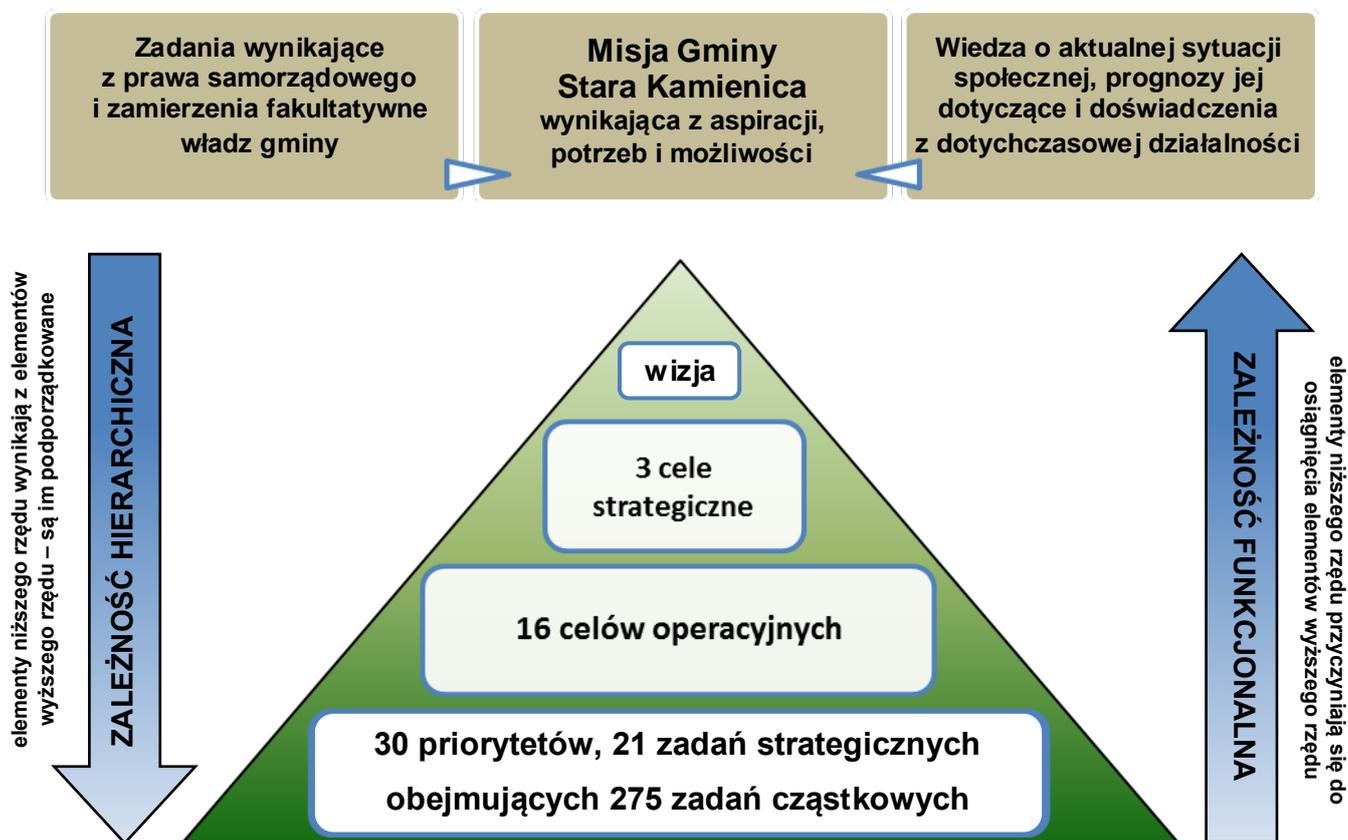 Zadania wynikające
z prawa samorządowego
i zamierzenia fakultatywne
władz gminy
Misja Gminy
Stara Kamienica
wynikająca z aspiracji,
potrzeb i możliwości
Wiedza o aktualnej sytuacji
społecznej, prognozy jej
dotyczące i doświadczenia
z dotychczasowej działalności
elementy niższego rzędu wynikają z elementów
wyższego rzędu – są im podporządkowane
ZALEŻNOŚĆ HIERARCHICZNA
wizja
3 cele
strategiczne
16 celów operacyjnych
30 priorytetów, 21 zadań strategicznych
obejmujących 275 zadań cząstkowych
ZALEŻNOŚĆ FUNKCJONALNA
elementy niższego rzędu przyczyniają się do
osiągnięcia elementów wyższego rzędu